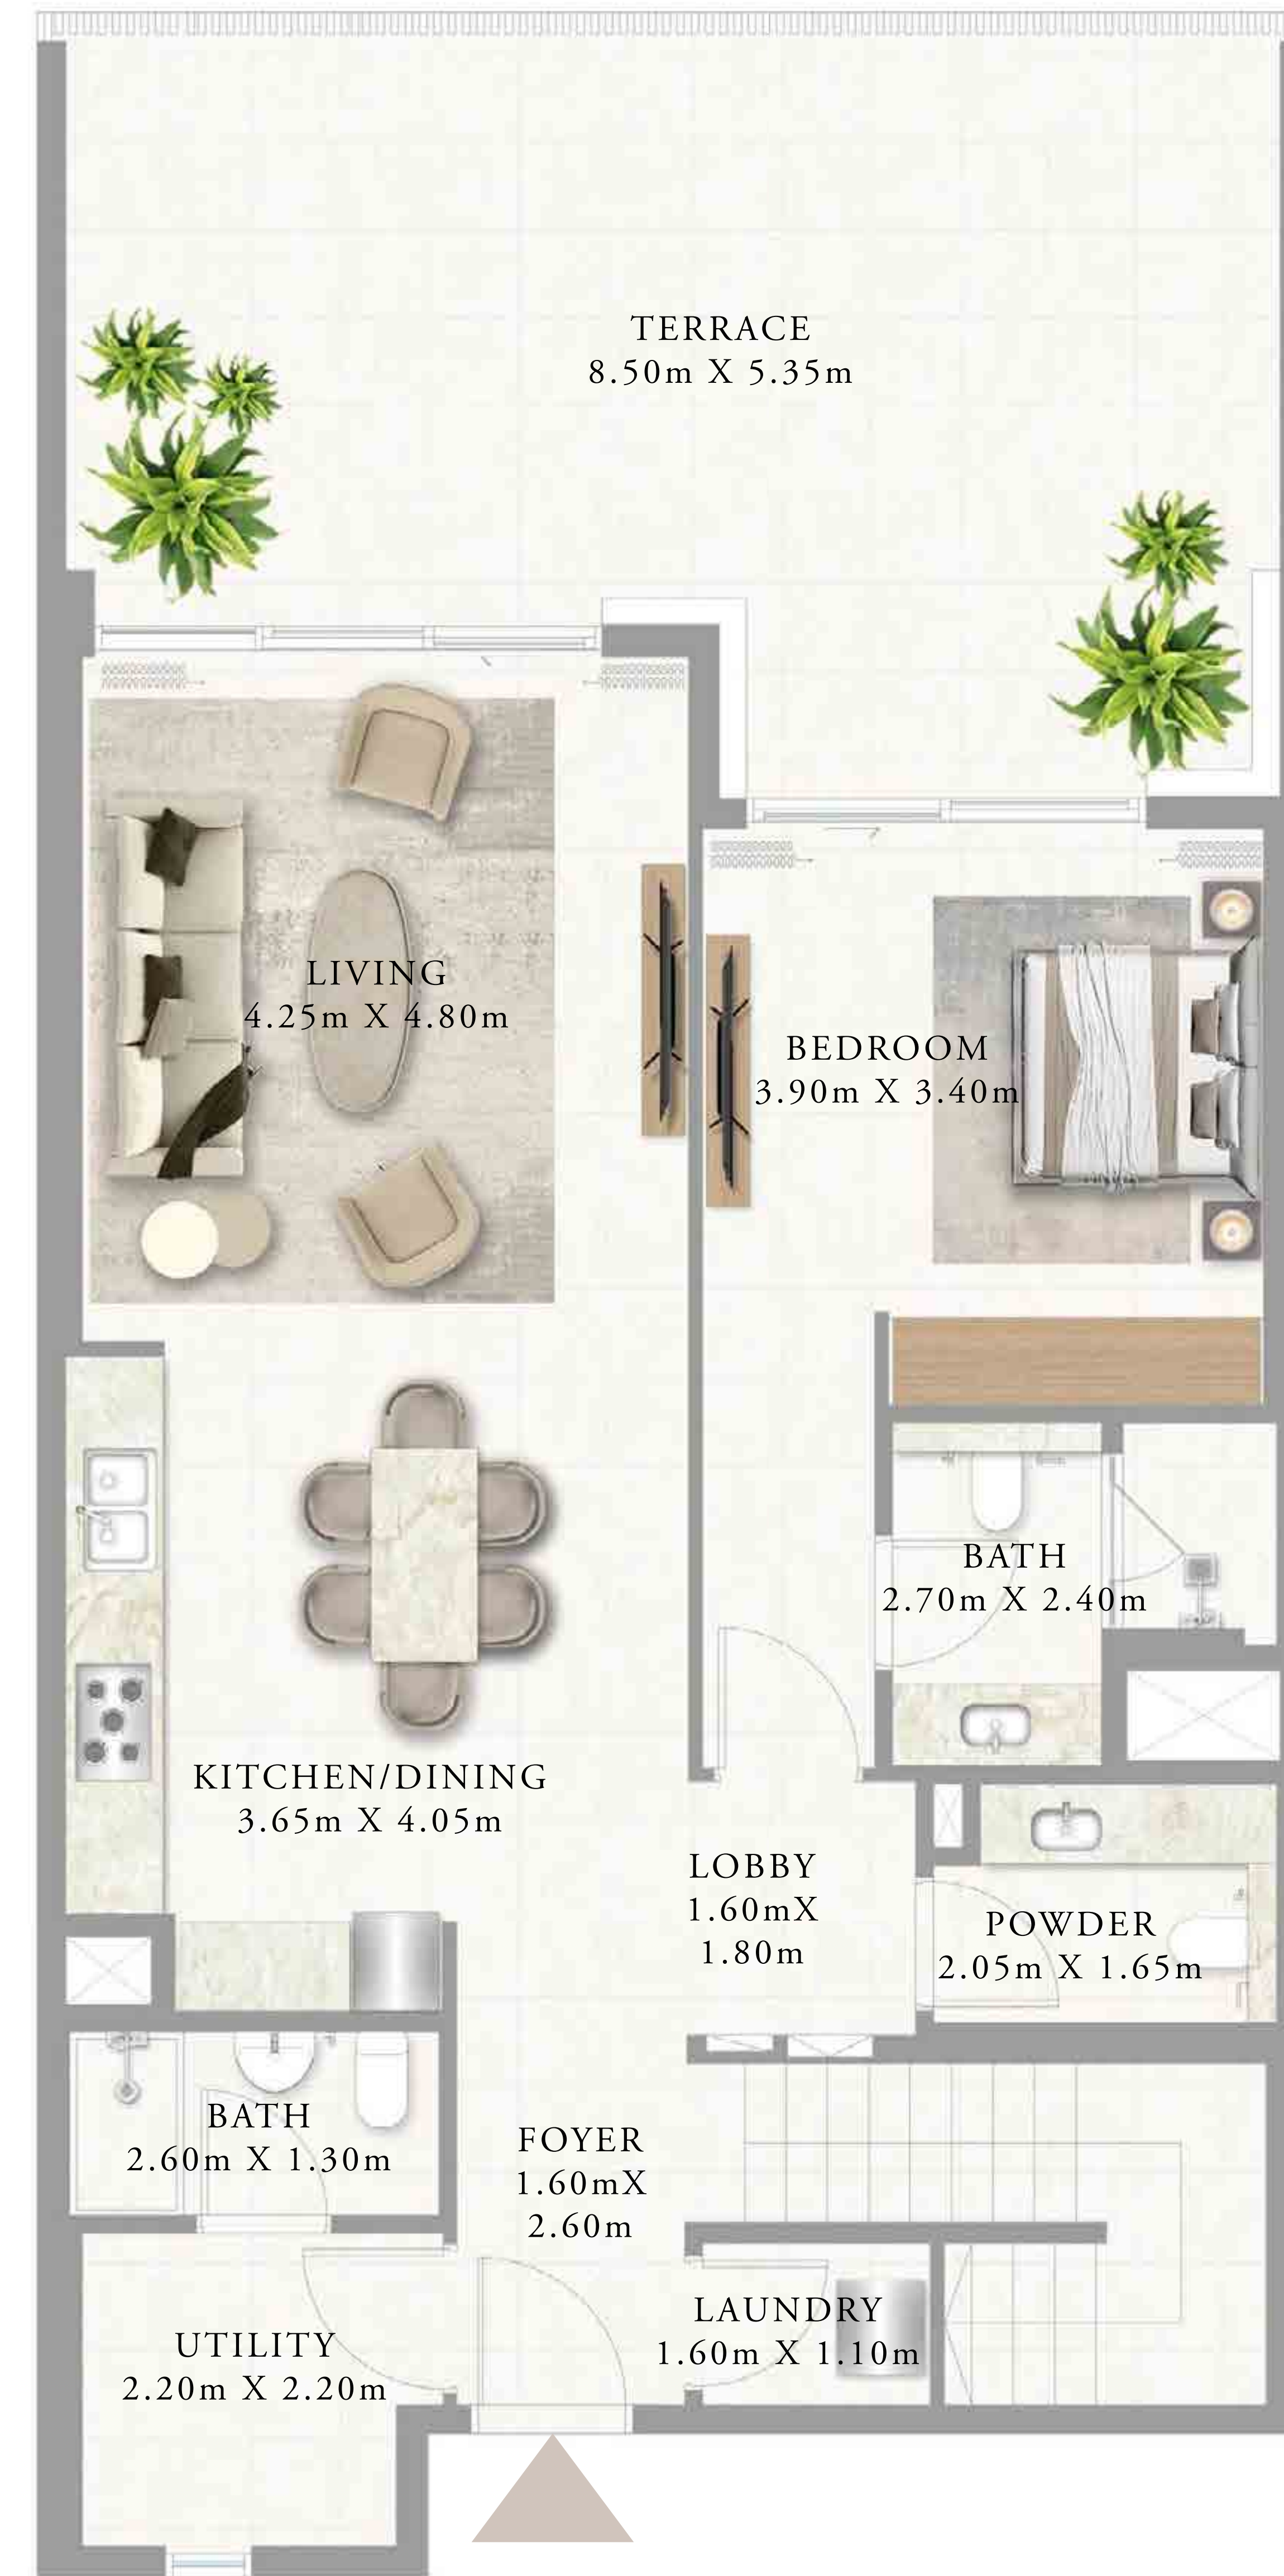 TERRACE
8.50m X 5.35m
LIVING
4.25m X 4.80m
BEDROOM
3.90m X 3.40m
BATH
2.70m X 2.40m
KITCHEN/DINING
3.65m X 4.05m
LOBBY
1.60mX
1.80m
POWDER
2.05m X 1.65m
BATH
2.60m X 1.30m
FOYER
1.60mX
2.60m
LAUNDRY
1.60m X 1.10m
UTILITY
2.20m X 2.20m